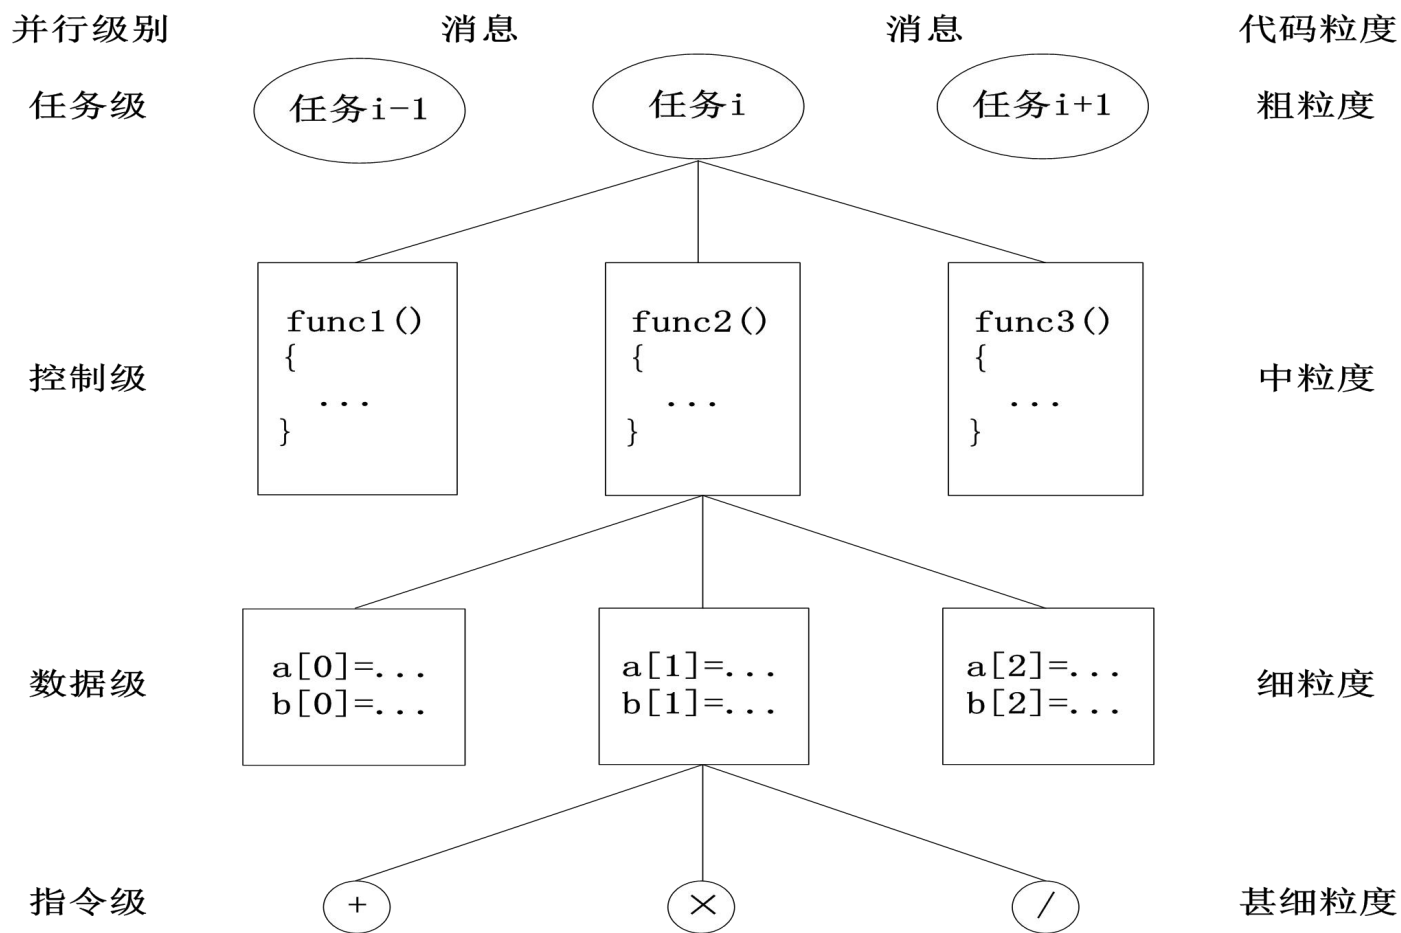 并行级别 消息 消息 代码粒度
任务级 任务i-1 任务i 任务i+1 粗粒度
func1() func2() func3()
{ { {
控制级 中粒度
... ... ...
} } }
a[0]=... a[1]=... a[2]=...
数据级 细粒度
b[0]=... b[1]=... b[2]=...
指令级 + × / 甚细粒度